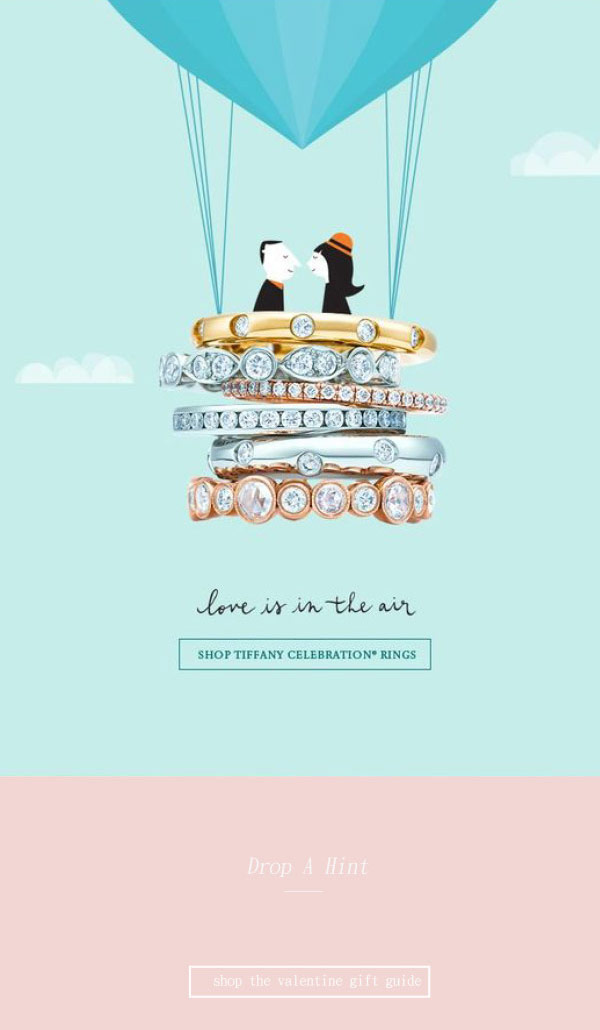 love is in the air
SHOP TIFFANY CELEBRATION® RINGS
Drop A Hint
shop the valentine gift guide